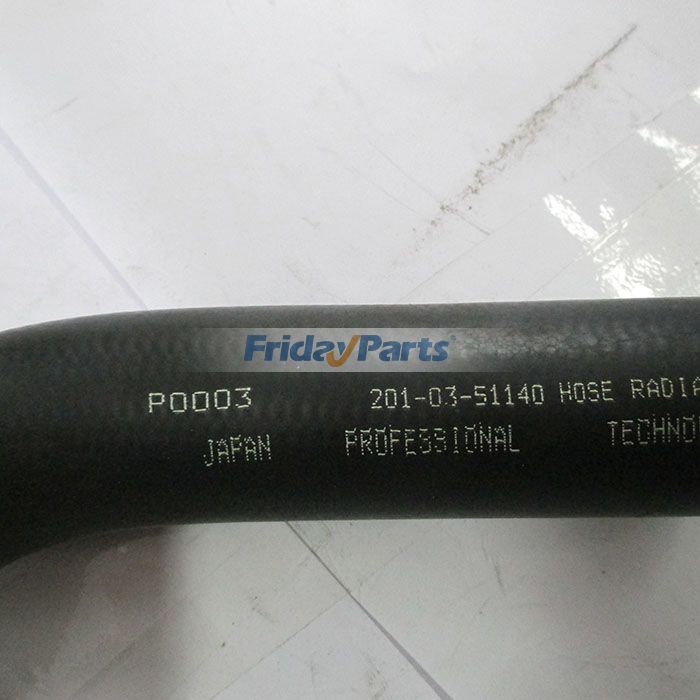 FridayParts
P0003 201-03-51140 HOSE RADIA
JAPAN PROFESSIONAL TECHNO